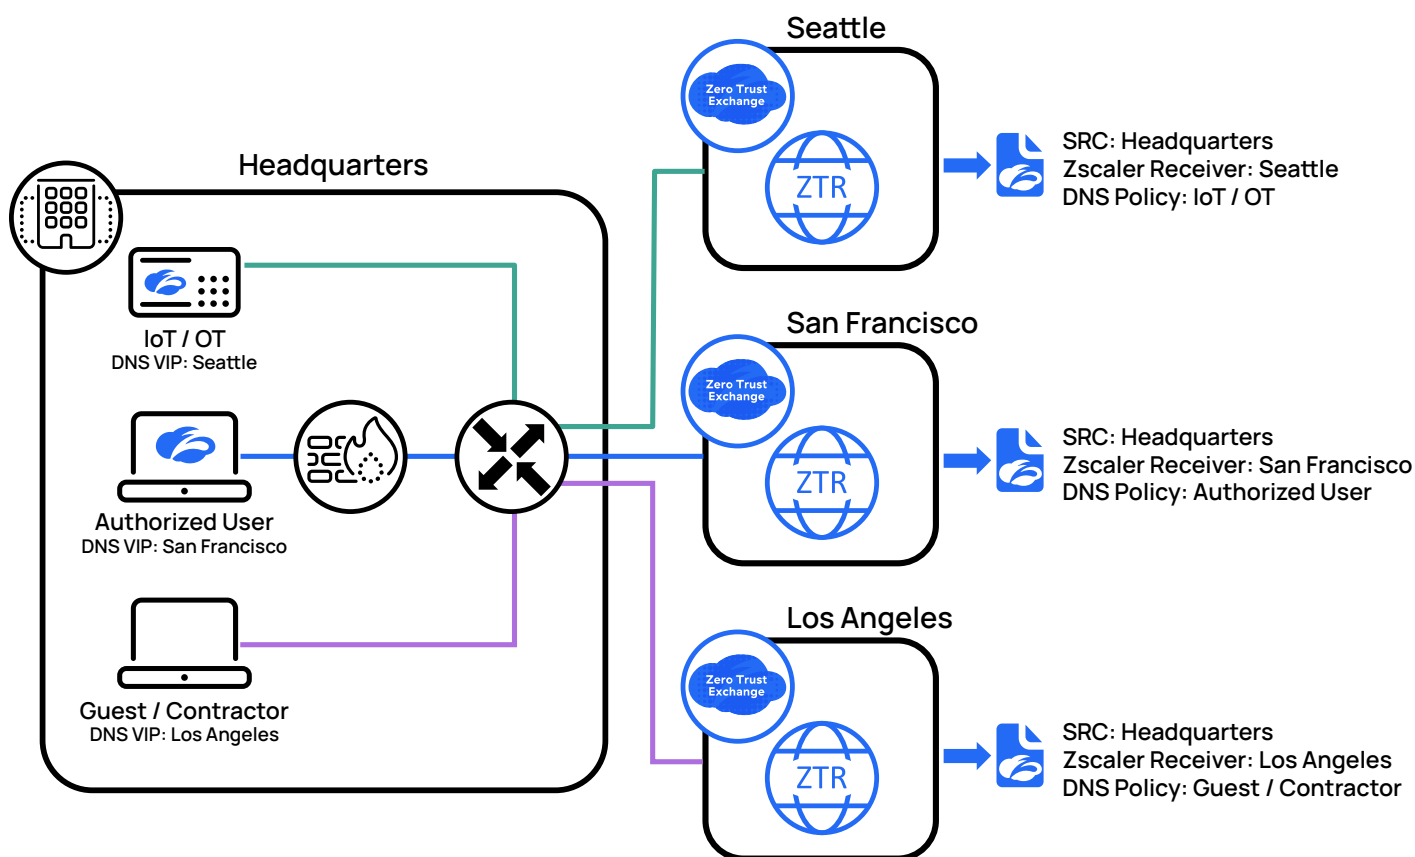 Headquarters
IoT / OT
DNS VIP: Seattle
Authorized User
DNS VIP: San Francisco
Guest / Contractor
DNS VIP: Los Angeles
Seattle
Zero Trust
Exchange
ZTR
SRC: Headquarters
Zscaler Receiver: Seattle
DNS Policy: IoT / OT
San Francisco
Zero Trust
Exchange
ZTR
SRC: Headquarters
Zscaler Receiver: San Francisco
DNS Policy: Authorized User
Los Angeles
Zero Trust
Exchange
ZTR
SRC: Headquarters
Zscaler Receiver: Los Angeles
DNS Policy: Guest / Contractor